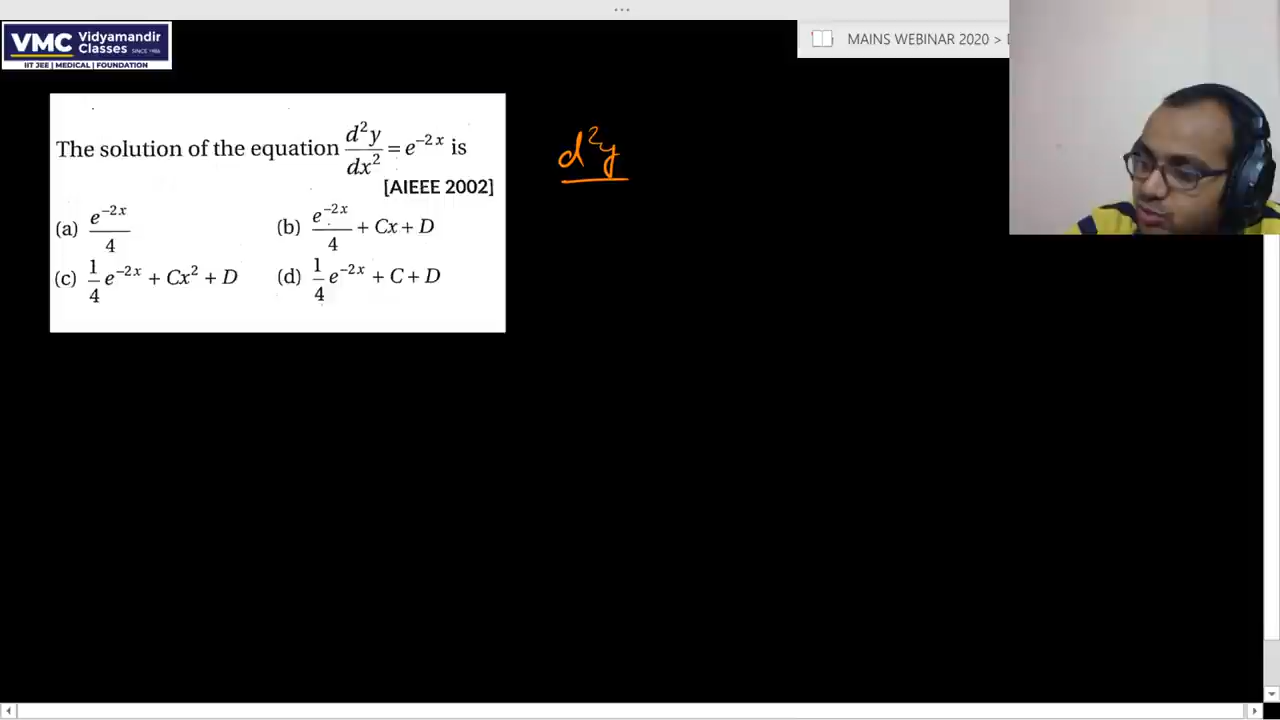 ...
VMC Vidyamandir Classes SINCE 1986
IIT JEE | MEDICAL | FOUNDATION
MAINS WEBINAR 2020 >
The solution of the equation d²y/dx² = e⁻²ˣ is
[AIEEE 2002]
(a) e⁻²ˣ/4 (b) e⁻²ˣ/4 + Cx + D
(c) 1/4 e⁻²ˣ + Cx² + D (d) 1/4 e⁻²ˣ + C + D
d²y